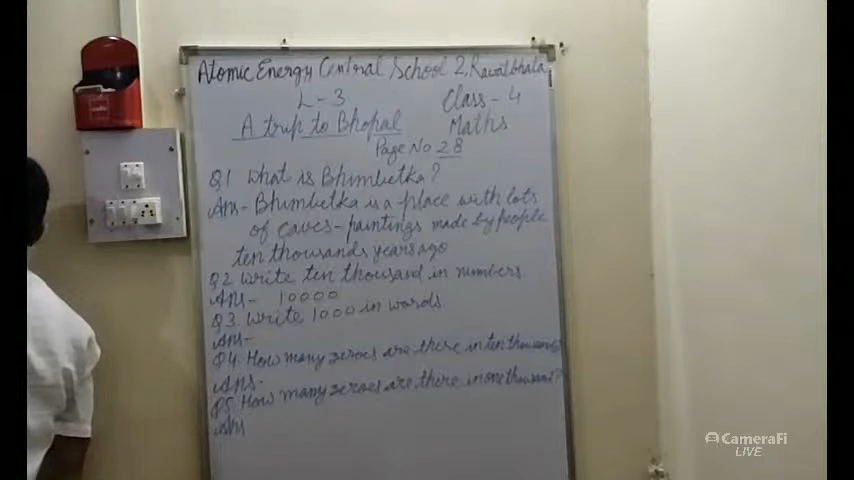 Atomic Energy Central School 2, Rawatbhata
L-3
Class-4
A trip to Bhopal
Maths
Page No 28
Q1 What is Bhimbetka?
Ans- Bhimbetka is a place with lots
of caves-paintings made by people
ten thousands years ago
Q2 Write ten thousand in numbers
Ans- 10000
Q3. Write 1000 in words
Ans-
Q4. How many zeroes are there in ten thousand?
Ans-
Q5. How many zeroes are there in one thousand?
Ans
CameraFi
LIVE